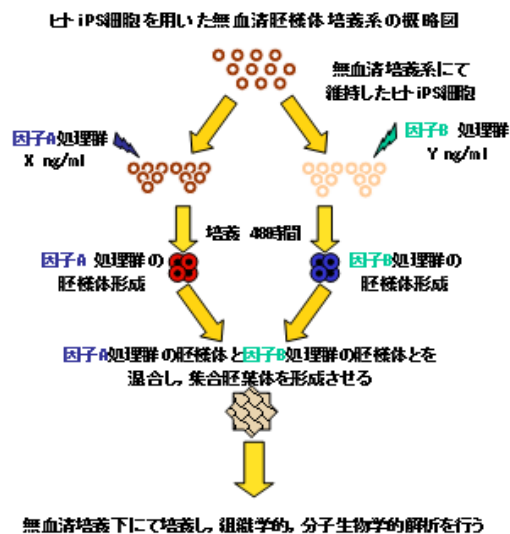 ヒトiPS細胞を用いた無血清胚様体培養系の概略図
無血清培養系にて
維持したヒトiPS細胞
因子A処理群
X ng/ml
因子B 処理群
Y ng/ml
培養 48時間
因子A 処理群の
胚様体形成
因子B処理群の
胚様体形成
因子A処理群の胚様体と因子B処理群の胚様体とを
混合し，集合胚葉体を形成させる
無血清培養下にて培養し，組織学的，分子生物学的解析を行う